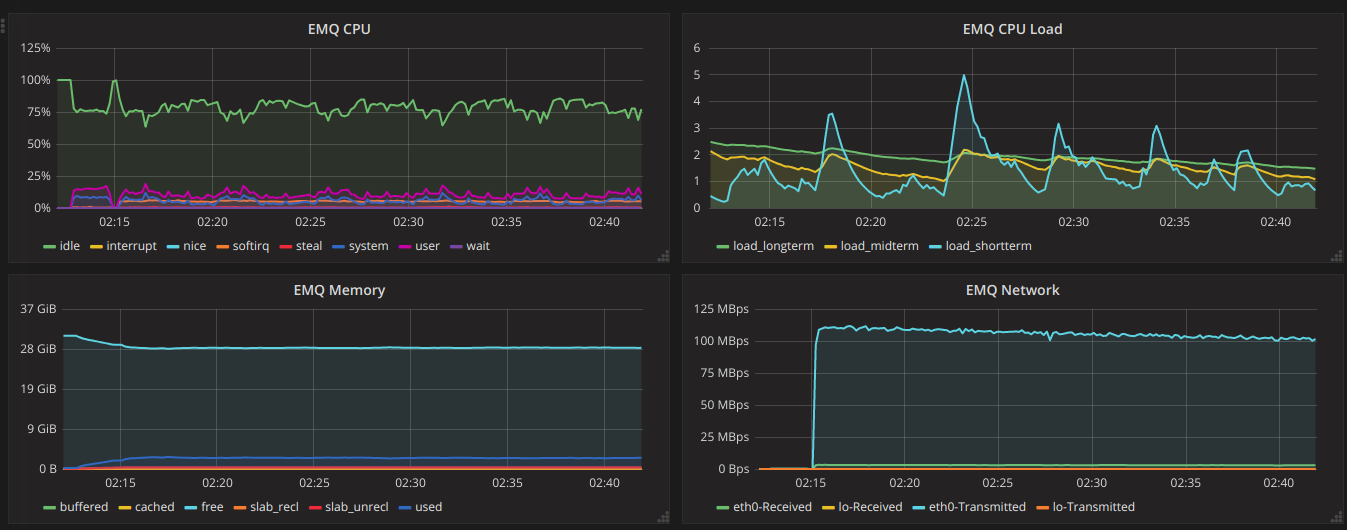 EMQ CPU
125%
100%
75%
50%
25%
0%
02:15 02:20 02:25 02:30 02:35 02:40
idle interrupt nice softirq steal system user wait
EMQ CPU Load
6
5
4
3
2
1
0
02:15 02:20 02:25 02:30 02:35 02:40
load_longterm load_midterm load_shortterm
EMQ Memory
37 GiB
28 GiB
19 GiB
9 GiB
0 B
02:15 02:20 02:25 02:30 02:35 02:40
buffered cached free slab_recl slab_unrecl used
EMQ Network
125 MBps
100 MBps
75 MBps
50 MBps
25 MBps
0 Bps
02:15 02:20 02:25 02:30 02:35 02:40
eth0-Received lo-Received eth0-Transmitted lo-Transmitted